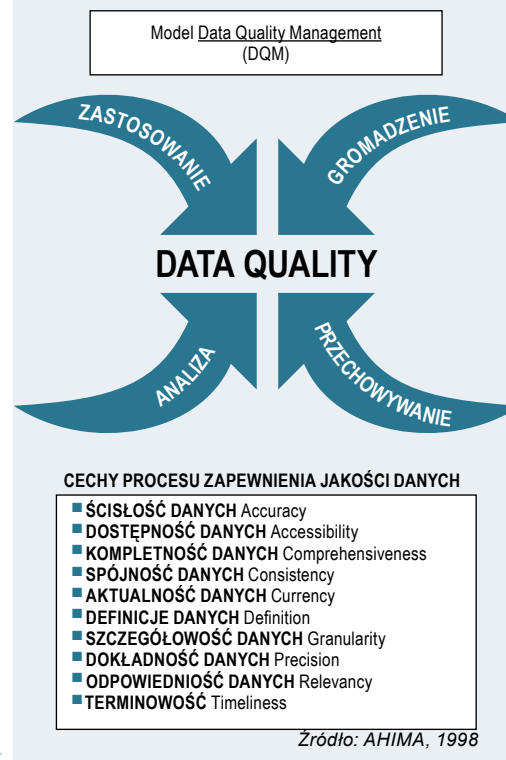 Model Data Quality Management
(DQM)
ZASTOSOWANIE
GROMADZENIE
DATA QUALITY
ANALIZA
PRZECHOWYWANIE
CECHY PROCESU ZAPEWNIENIA JAKOŚCI DANYCH
ŚCISŁOŚĆ DANYCH Accuracy
DOSTĘPNOŚĆ DANYCH Accessibility
KOMPLETNOŚĆ DANYCH Comprehensiveness
SPÓJNOŚĆ DANYCH Consistency
AKTUALNOŚĆ DANYCH Currency
DEFINICJE DANYCH Definition
SZCZEGÓŁOWOŚĆ DANYCH Granularity
DOKŁADNOŚĆ DANYCH Precision
ODPOWIEDNIOŚĆ DANYCH Relevancy
TERMINOWOŚĆ Timeliness
Źródło: AHIMA, 1998